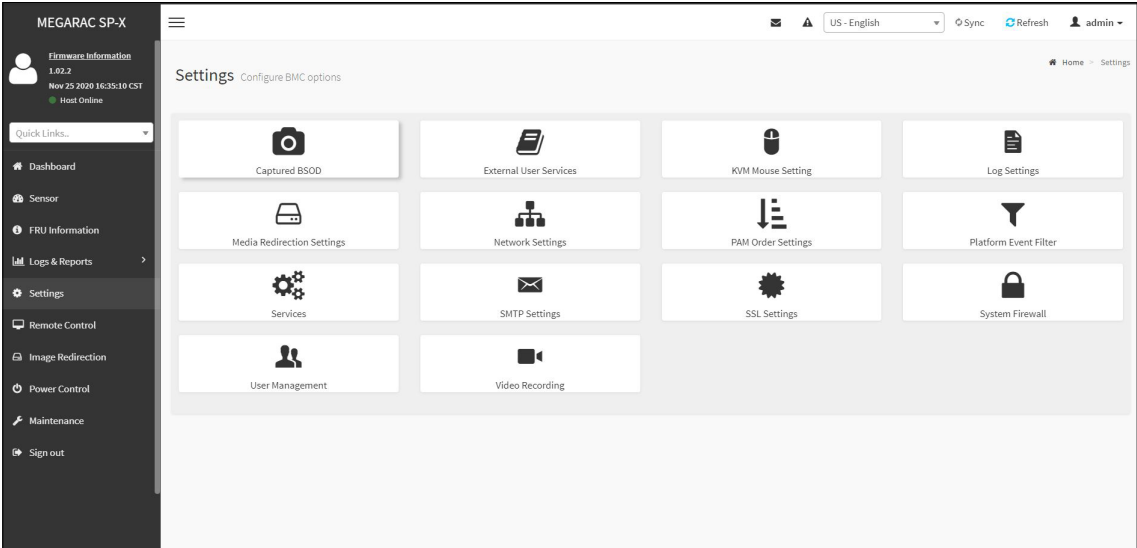 MEGARAC SP-X
US - English
Sync
Refresh
admin
Firmware Information
1.02.2
Nov 25 2020 16:35:10 CST
Host Online
Quick Links..
Dashboard
Sensor
FRU Information
Logs & Reports
Settings
Remote Control
Image Redirection
Power Control
Maintenance
Sign out
Settings Configure BMC options
Home > Settings
Captured BSOD
External User Services
KVM Mouse Setting
Log Settings
Media Redirection Settings
Network Settings
PAM Order Settings
Platform Event Filter
Services
SMTP Settings
SSL Settings
System Firewall
User Management
Video Recording